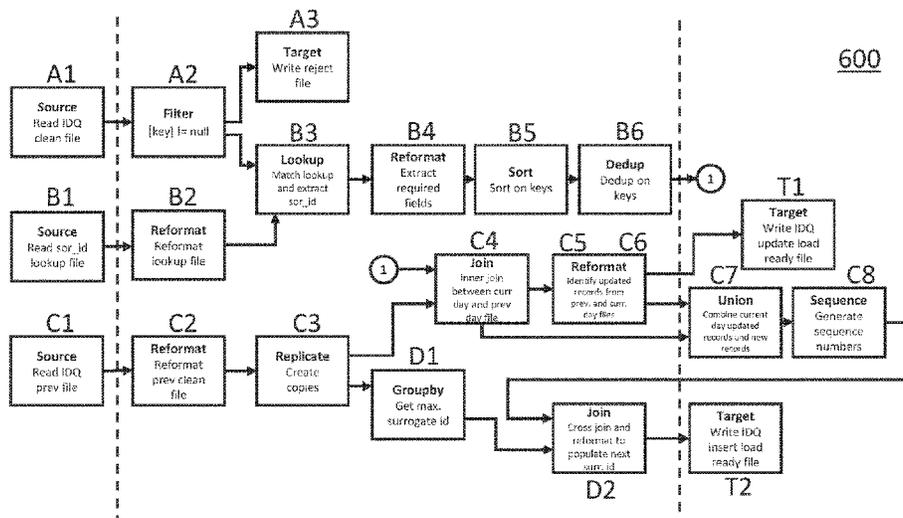 600
A1
Source
Read IDQ
clean file
A2
Filter
[key] != null
A3
Target
Write reject
file
B1
Source
Read sor_id
lookup file
B2
Reformat
Reformat
lookup file
B3
Lookup
Match lookup
and extract
sor_id
B4
Reformat
Extract
required
fields
B5
Sort
Sort on keys
B6
Dedup
Dedup on
keys
1
T1
Target
Write IDQ
update load
ready file
1
C4
Join
Inner join
between curr
day and prev
day file
C5
C6
Reformat
Identify updated
records from
prev. and curr.
day files
C7
Union
Combine current
day updated
records and new
records
C8
Sequence
Generate
sequence
numbers
C1
Source
Read IDQ
prev file
C2
Reformat
Reformat
prev clean
file
C3
Replicate
Create
copies
D1
Groupby
Get max.
surrogate id
Join
Cross join and
reformat to
populate next
surr. id
D2
Target
Write IDQ
insert load
ready file
T2